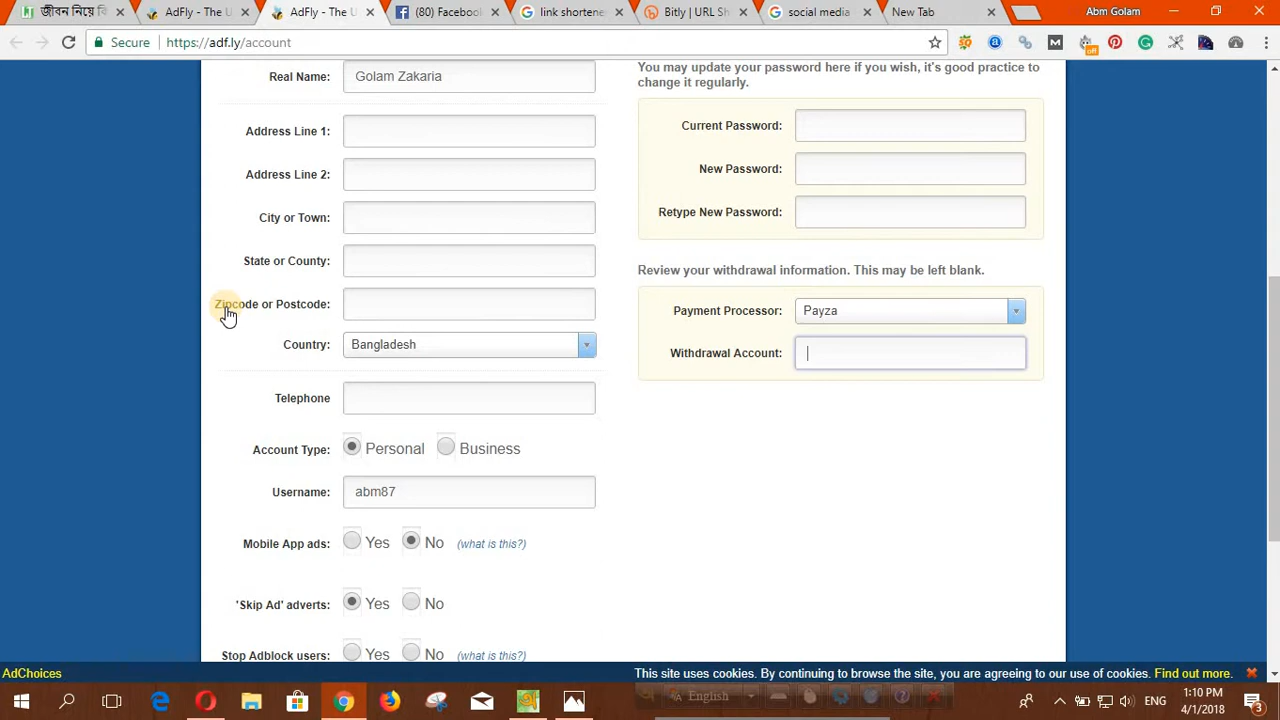 জীবন নিয়ে বি
AdFly - The U
AdFly - The U
(80) Facebook
link shortene
Bitly | URL Sh
social media
New Tab
Abm Golam
Secure
https://adf.ly/account
off
Real Name:
Golam Zakaria
Address Line 1:
Address Line 2:
City or Town:
State or County:
Zipcode or Postcode:
Country:
Bangladesh
Telephone
Account Type:
Personal
Business
Username:
abm87
Mobile App ads:
Yes
No
(what is this?)
'Skip Ad' adverts:
Yes
No
Stop Adblock users:
Yes
No
(what is this?)
You may update your password here if you wish, it's good practice to
change it regularly.
Current Password:
New Password:
Retype New Password:
Review your withdrawal information. This may be left blank.
Payment Processor:
Payza
Withdrawal Account:
AdChoices
This site uses cookies. By continuing to browse the site, you are agreeing to our use of cookies.
Find out more.
English
ENG
1:10 PM
4/1/2018
3